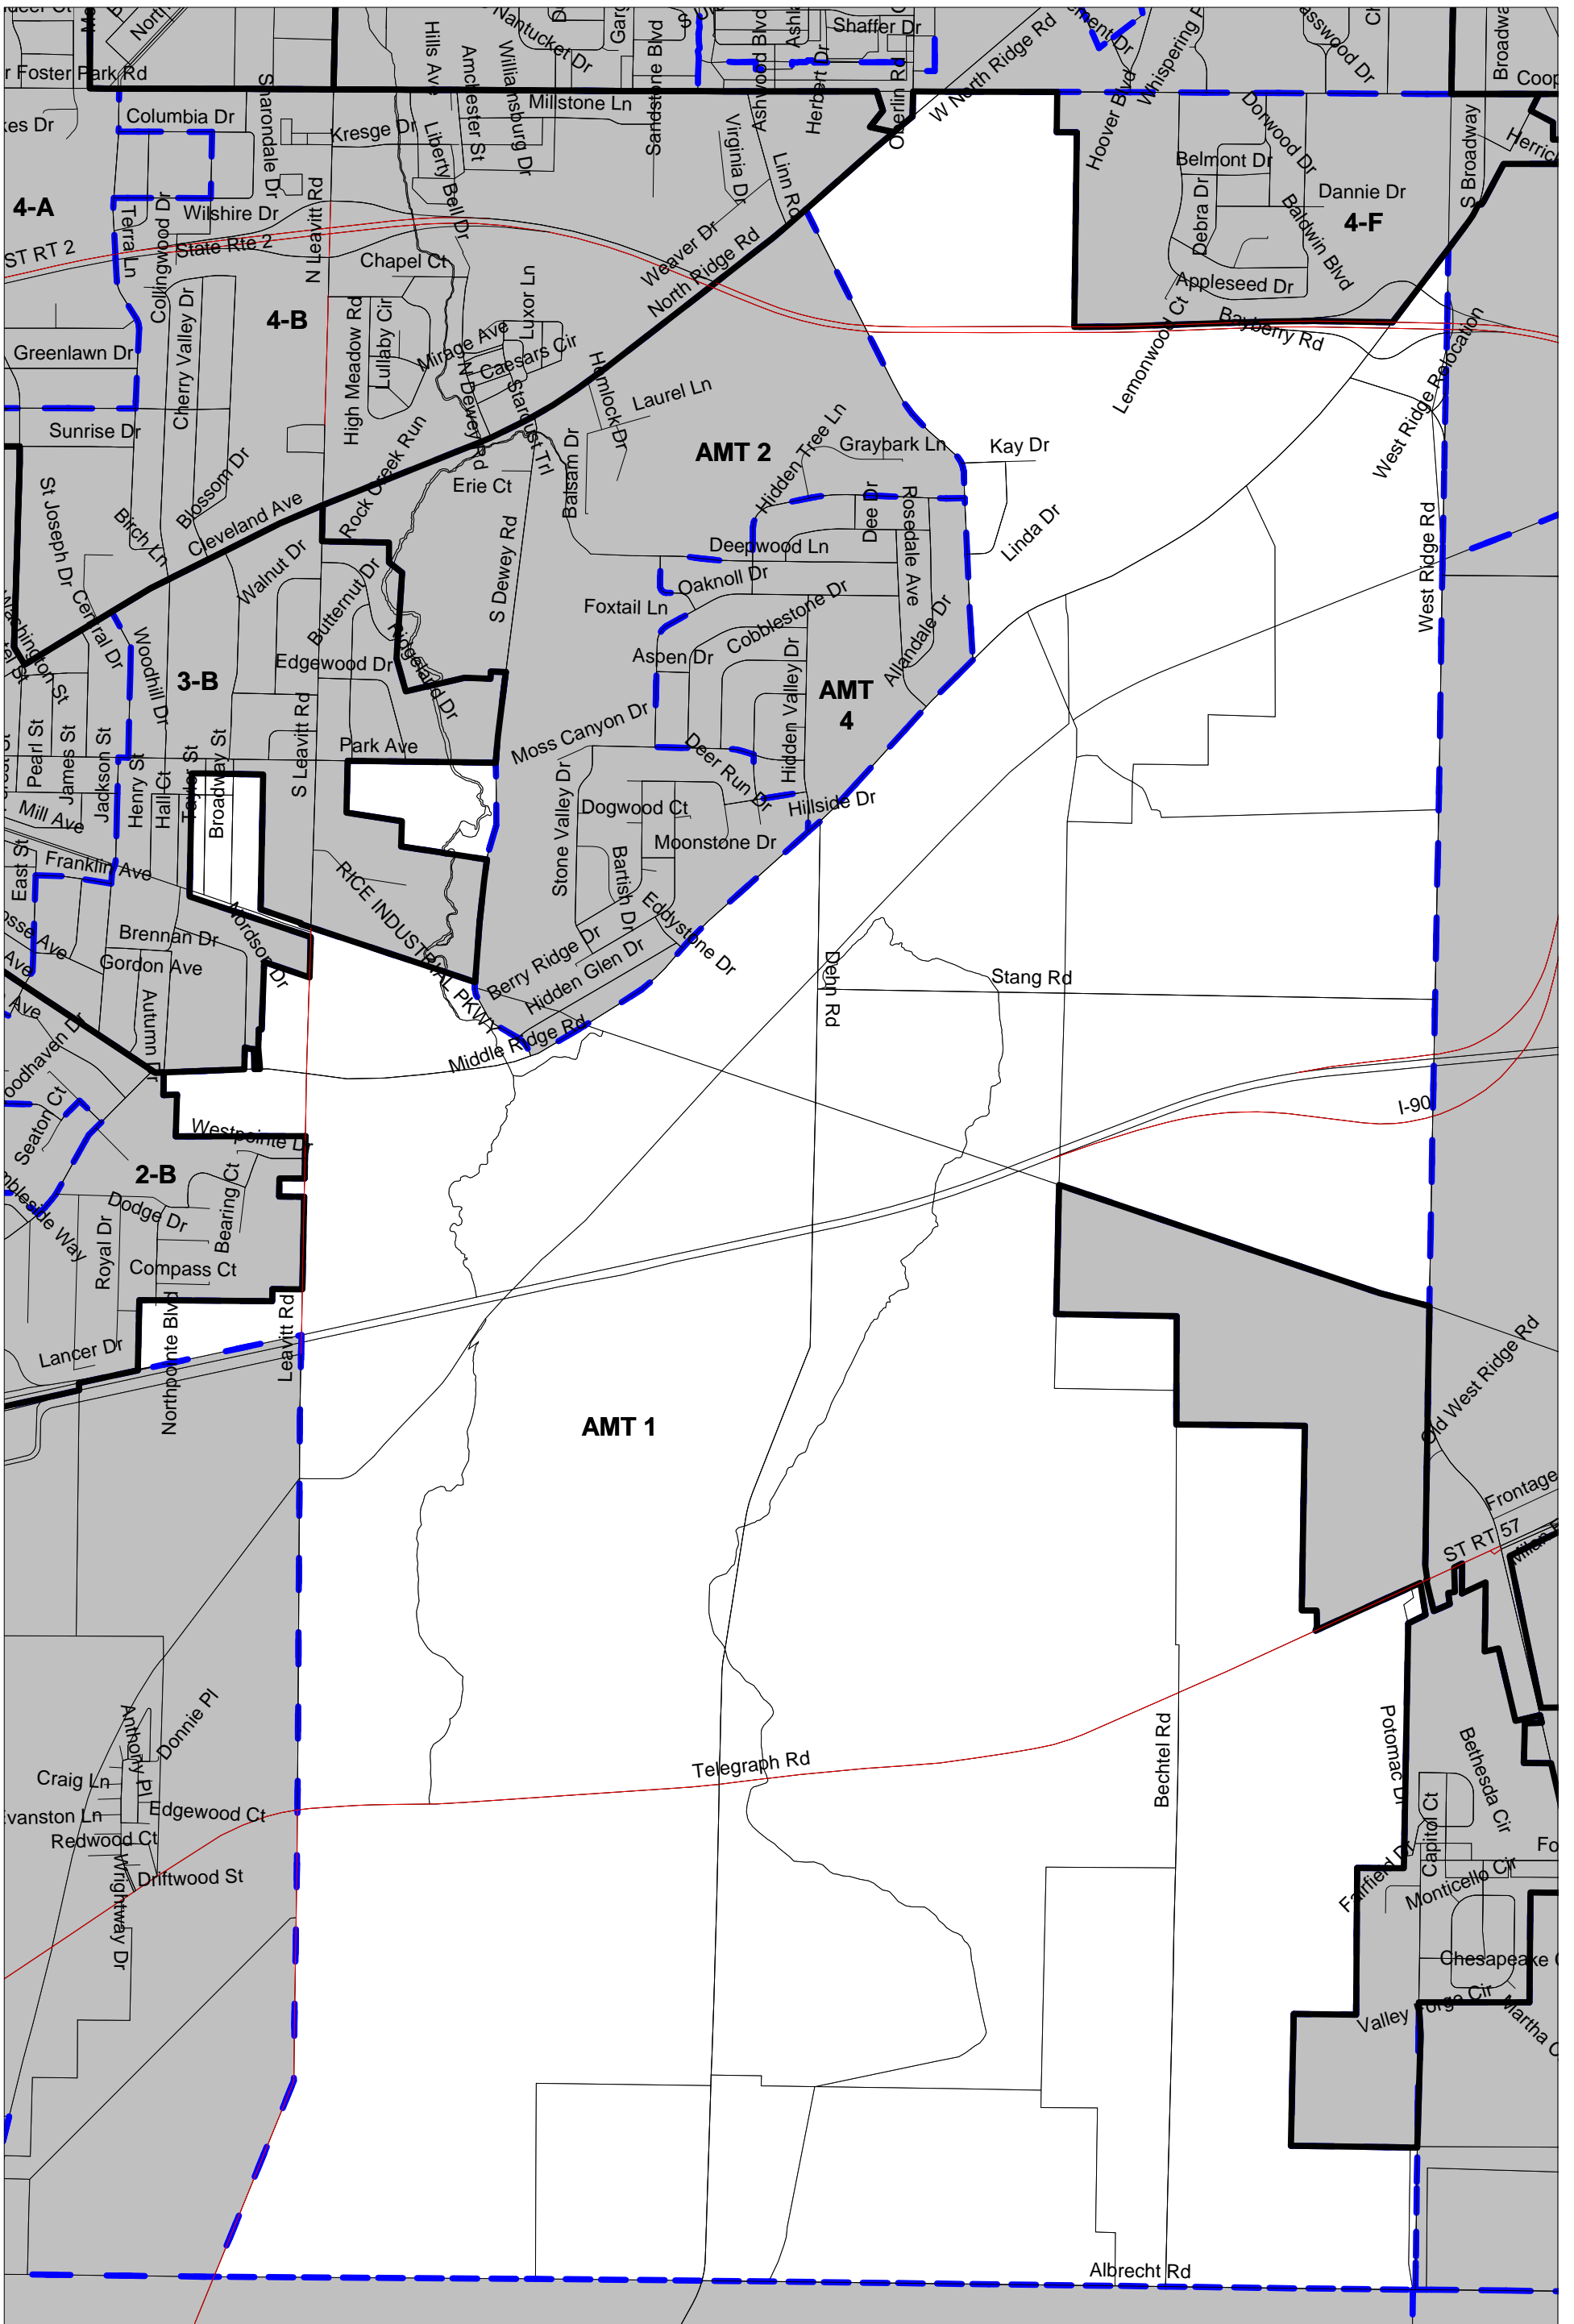 Nantucket Dr
Shaffer Dr
Foster Park Rd
Columbia Dr
Sharondale Dr
Hills Ave
Amchester St
Williamsburg Dr
Millstone Ln
Sandstone Blvd
Ashwood Blvd
Herbert Dr
Oberlin Rd
W North Ridge Rd
Hoover Blvd
Dorwood Dr
S Broadway
Kresge Dr
Liberty Bell Dr
Virginia Dr
Linn Rd
Belmont Dr
Dannie Dr
4-A
4-F
Terra Ln
Collingwood Dr
Wilshire Dr
N Leavitt Rd
Debra Dr
Baldwin Blvd
ST RT 2
State Rte 2
Chapel Ct
Weaver Dr
North Ridge Rd
Appleseed Dr
Lemonwood Ct
Bayberry Rd
4-B
Greenlawn Dr
Cherry Valley Dr
High Meadow Rd
Lullaby Cir
Mirage Ave
Luxor Ln
Caesars Cir
West Ridge Relocation
Sunrise Dr
N Dewey Rd
Stardust Trl
Hemlock Dr
Laurel Ln
AMT 2
Hidden Tree Ln
Graybark Ln
Kay Dr
St Joseph Dr
Birch Ln
Blossom Dr
Cleveland Ave
Rock Creek Run
Erie Ct
Balsam Dr
Dee Dr
Rosedale Ave
Linda Dr
Walnut Dr
S Dewey Rd
Deepwood Ln
Oaknoll Dr
West Ridge Rd
Central Dr
Butternut Dr
Foxtail Ln
Cobblestone Dr
Allandale Dr
Washington St
Woodhill Dr
3-B
Edgewood Dr
Ridgeland Dr
Aspen Dr
Hidden Valley Dr
AMT
4
Pearl St
James St
Jackson St
Broadway St
S Leavitt Rd
Park Ave
Moss Canyon Dr
Deer Run Dr
Mill Ave
Henry St
Hall Ct
Tayler St
Stone Valley Dr
Dogwood Ct
Hillside Dr
Moonstone Dr
East St
Franklin Ave
RICE INDUSTRIAL PKWY
Bartish Dr
Eddystone Dr
Brennan Dr
Gordon Ave
Nordson Dr
Berry Ridge Dr
Hidden Glen Dr
Dehn Rd
Stang Rd
Autumn Dr
Middle Ridge Rd
Seaton Ct
Westpointe Dr
I-90
2-B
Dodge Dr
Bearing Ct
Royal Dr
Compass Ct
Northpointe Blvd
Leavitt Rd
Lancer Dr
Old West Ridge Rd
AMT 1
Frontage
ST RT 57
Anthony Pl
Donnie Pl
Craig Ln
Edgewood Ct
Redwood Ct
Driftwood St
Wrightway Dr
Telegraph Rd
Bechtel Rd
Potomac Dr
Bethesda Cir
Capitol Ct
Fairfield Dr
Monticello Cir
Chesapeake
Valley Forge Cir
Martha
Albrecht Rd